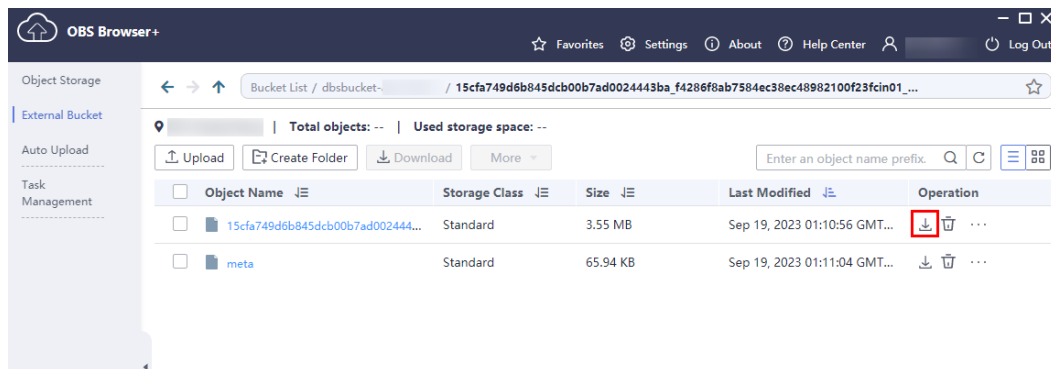 OBS Browser+
Favorites Settings About Help Center Log Out
Object Storage
External Bucket
Auto Upload
Task
Management
Bucket List / dbsbucket- / 15cfa749d6b845dcb00b7ad0024443ba_f4286f8ab7584ec38ec48982100f23fcin01_...
| Total objects: -- | Used storage space: --
Upload Create Folder Download More Enter an object name prefix.
Object Name Storage Class Size Last Modified Operation
15cfa749d6b845dcb00b7ad002444... Standard 3.55 MB Sep 19, 2023 01:10:56 GMT...
meta Standard 65.94 KB Sep 19, 2023 01:11:04 GMT...